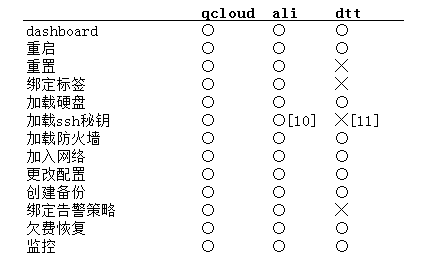 qcloud ali dtt
dashboard ○ ○ ○
重启 ○ ○ ○
重置 ○ ○ ×
绑定标签 ○ ○ ×
加载硬盘 ○ ○ ○
加载ssh秘钥 ○ ○[10] ×[11]
加载防火墙 ○ ○ ○
加入网络 ○ ○ ○
更改配置 ○ ○ ○
创建备份 ○ ○ ○
绑定告警策略 ○ ○ ×
欠费恢复 ○ ○ ○
监控 ○ ○ ○